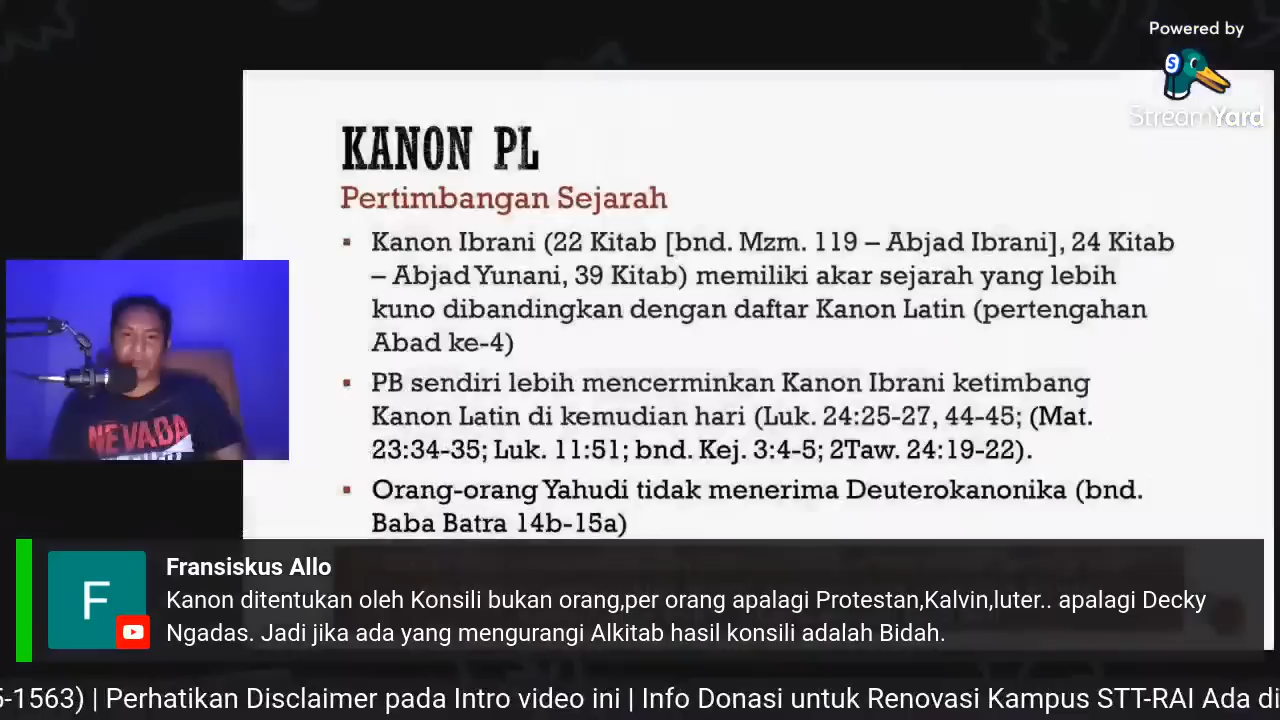 Powered by
StreamYard
KANON PL
Pertimbangan Sejarah
▪ Kanon Ibrani (22 Kitab [bnd. Mzm. 119 – Abjad Ibrani], 24 Kitab
– Abjad Yunani, 39 Kitab) memiliki akar sejarah yang lebih
kuno dibandingkan dengan daftar Kanon Latin (pertengahan
Abad ke-4)
▪ PB sendiri lebih mencerminkan Kanon Ibrani ketimbang
Kanon Latin di kemudian hari (Luk. 24:25-27, 44-45; (Mat.
23:34-35; Luk. 11:51; bnd. Kej. 3:4-5; 2Taw. 24:19-22).
▪ Orang-orang Yahudi tidak menerima Deuterokanonika (bnd.
Baba Batra 14b-15a)
NEVADA
F
Fransiskus Allo
Kanon ditentukan oleh Konsili bukan orang,per orang apalagi Protestan,Kalvin,luter.. apalagi Decky
Ngadas. Jadi jika ada yang mengurangi Alkitab hasil konsili adalah Bidah.
5-1563) | Perhatikan Disclaimer pada Intro video ini | Info Donasi untuk Renovasi Kampus STT-RAI Ada di